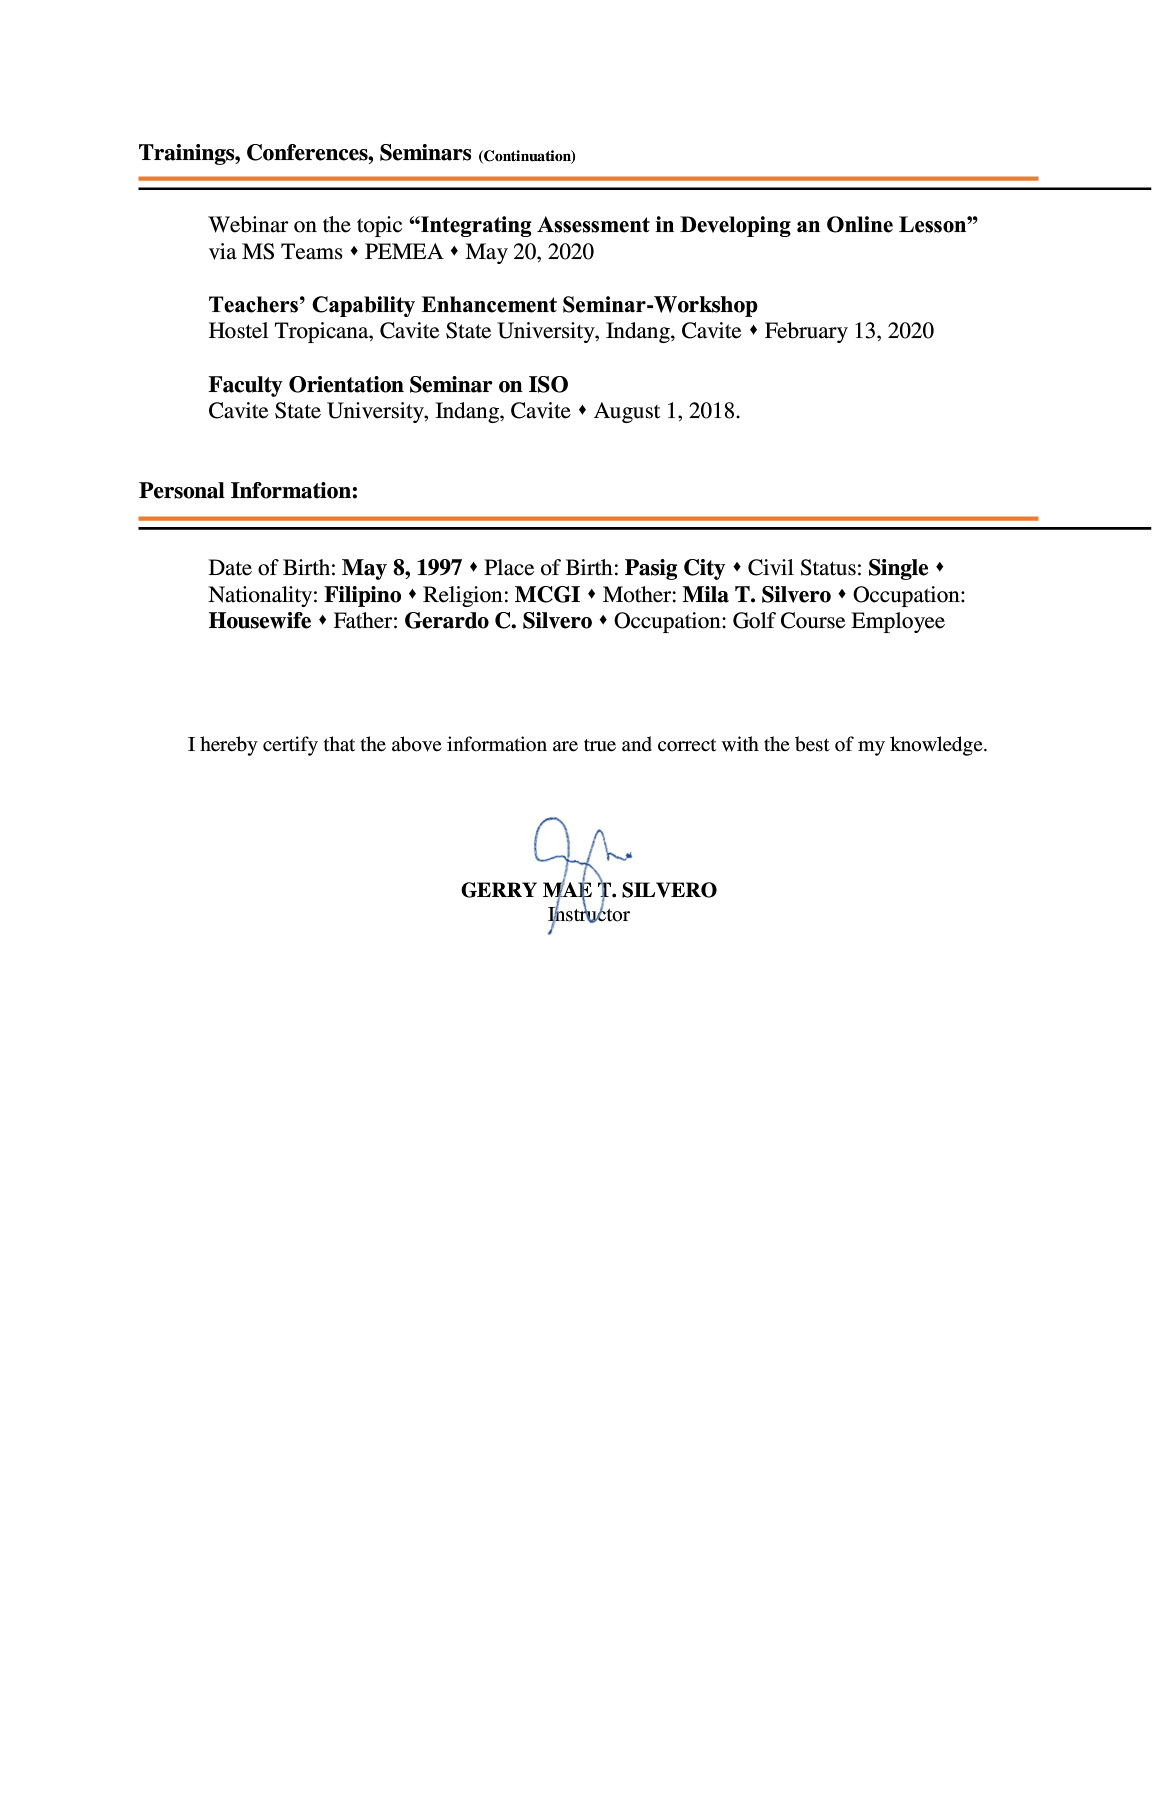 Trainings, Conferences, Seminars (Continuation)
Webinar on the topic “Integrating Assessment in Developing an Online Lesson”
via MS Teams ♦ PEMEA ♦ May 20, 2020
Teachers’ Capability Enhancement Seminar-Workshop
Hostel Tropicana, Cavite State University, Indang, Cavite ♦ February 13, 2020
Faculty Orientation Seminar on ISO
Cavite State University, Indang, Cavite ♦ August 1, 2018.
Personal Information:
Date of Birth: May 8, 1997 ♦ Place of Birth: Pasig City ♦ Civil Status: Single ♦
Nationality: Filipino ♦ Religion: MCGI ♦ Mother: Mila T. Silvero ♦ Occupation:
Housewife ♦ Father: Gerardo C. Silvero ♦ Occupation: Golf Course Employee
I hereby certify that the above information are true and correct with the best of my knowledge.
GERRY MAE T. SILVERO
Instructor